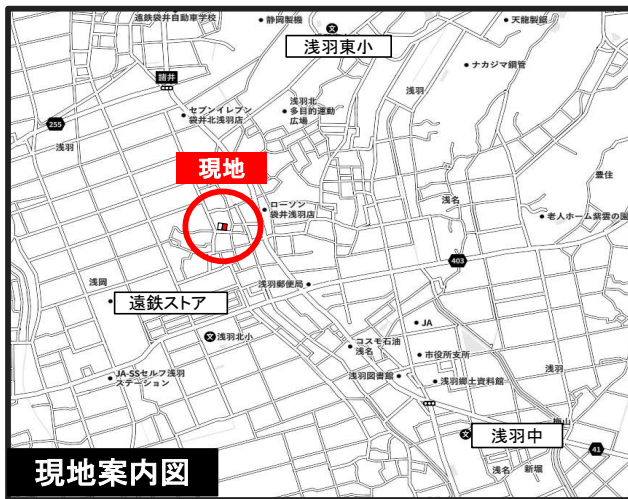 遠鉄袋井自動車学校
静岡製機
天龍製鋸
浅羽東小
ナカジマ鋼管
諸井
浅羽
セブンイレブン
袋井北浅羽店
浅羽北
多目的運動
広場
255
浅羽
現地
豊住
浅名
ローソン
袋井浅羽店
老人ホーム紫雲の園
403
浅岡
浅羽郵便局
遠鉄ストア
JA
文
浅羽北小
コスモ石油
浅名
市役所支所
JA-SSセルフ浅羽
ステーション
浅羽図書館
浅羽郷土資料館
浅羽
浅羽中
41
現地案内図
浅名
新堀